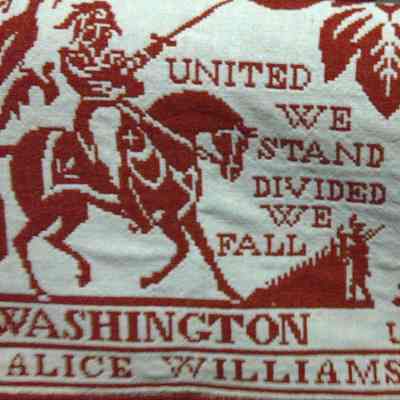 UNITED
WE
STAND
DIVIDED
WE
FALL
WASHINGTON
ALICE WILLIAMS